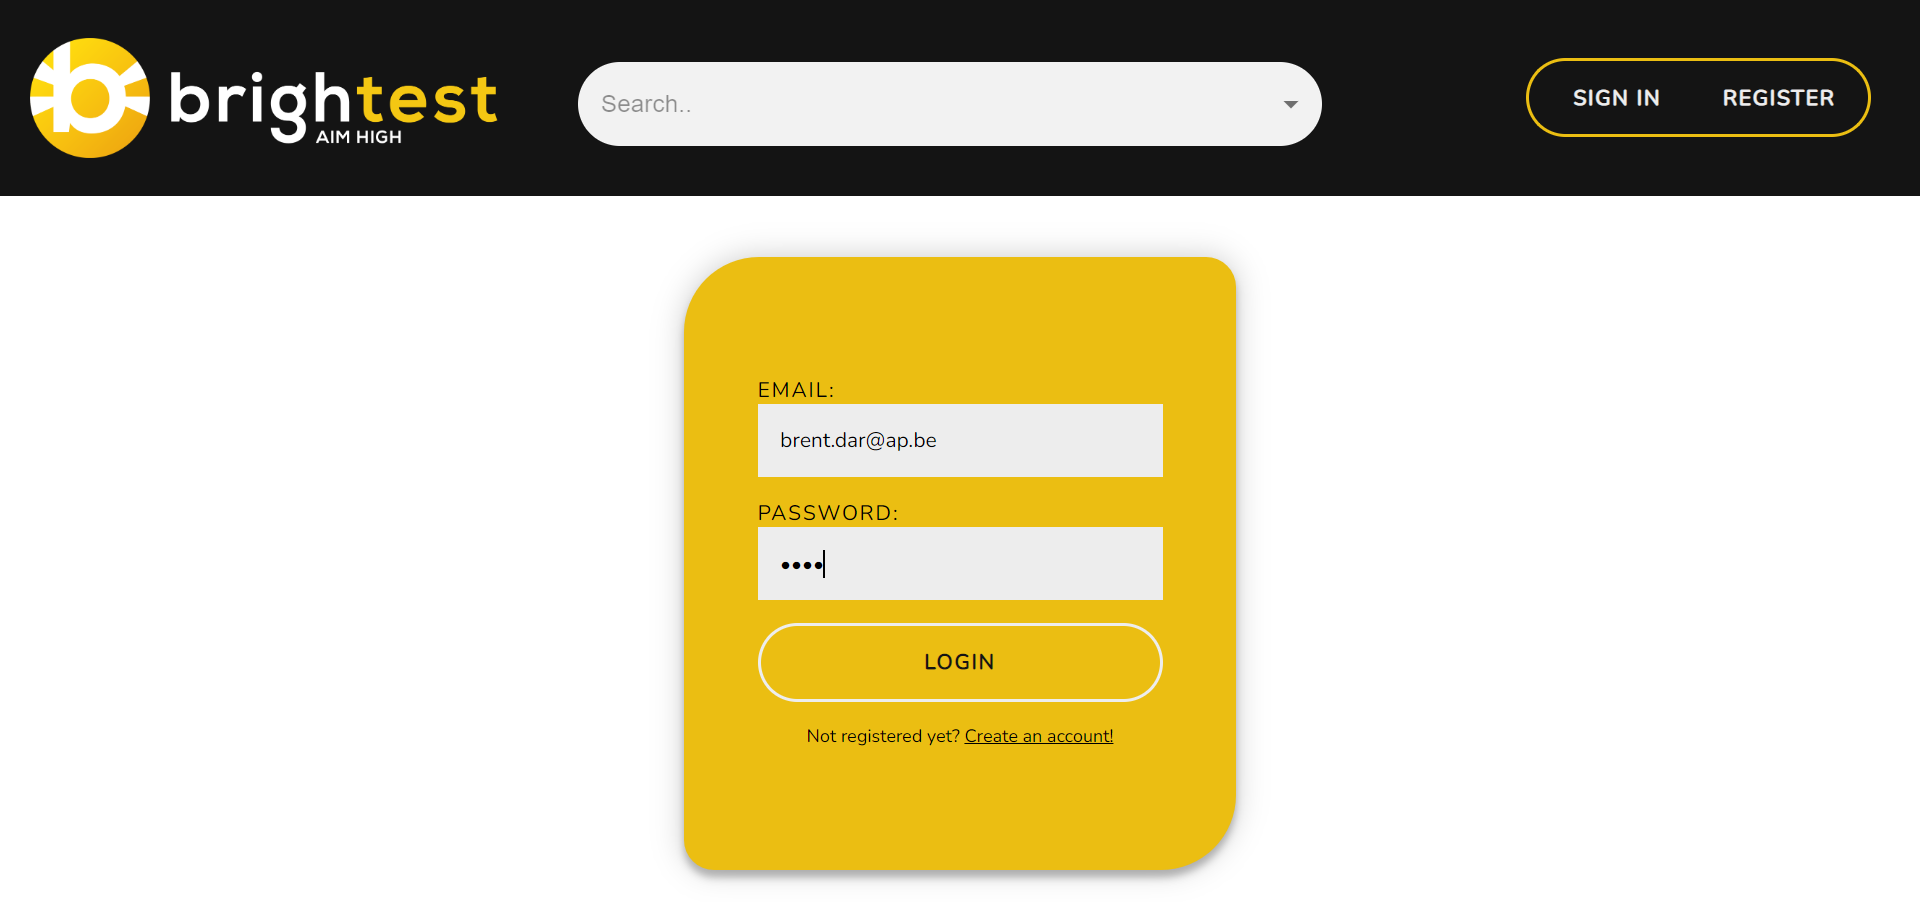 brightest
AIM HIGH
Search..
SIGN IN REGISTER
EMAIL:
brent.dar@ap.be
PASSWORD:
••••
LOGIN
Not registered yet? Create an account!